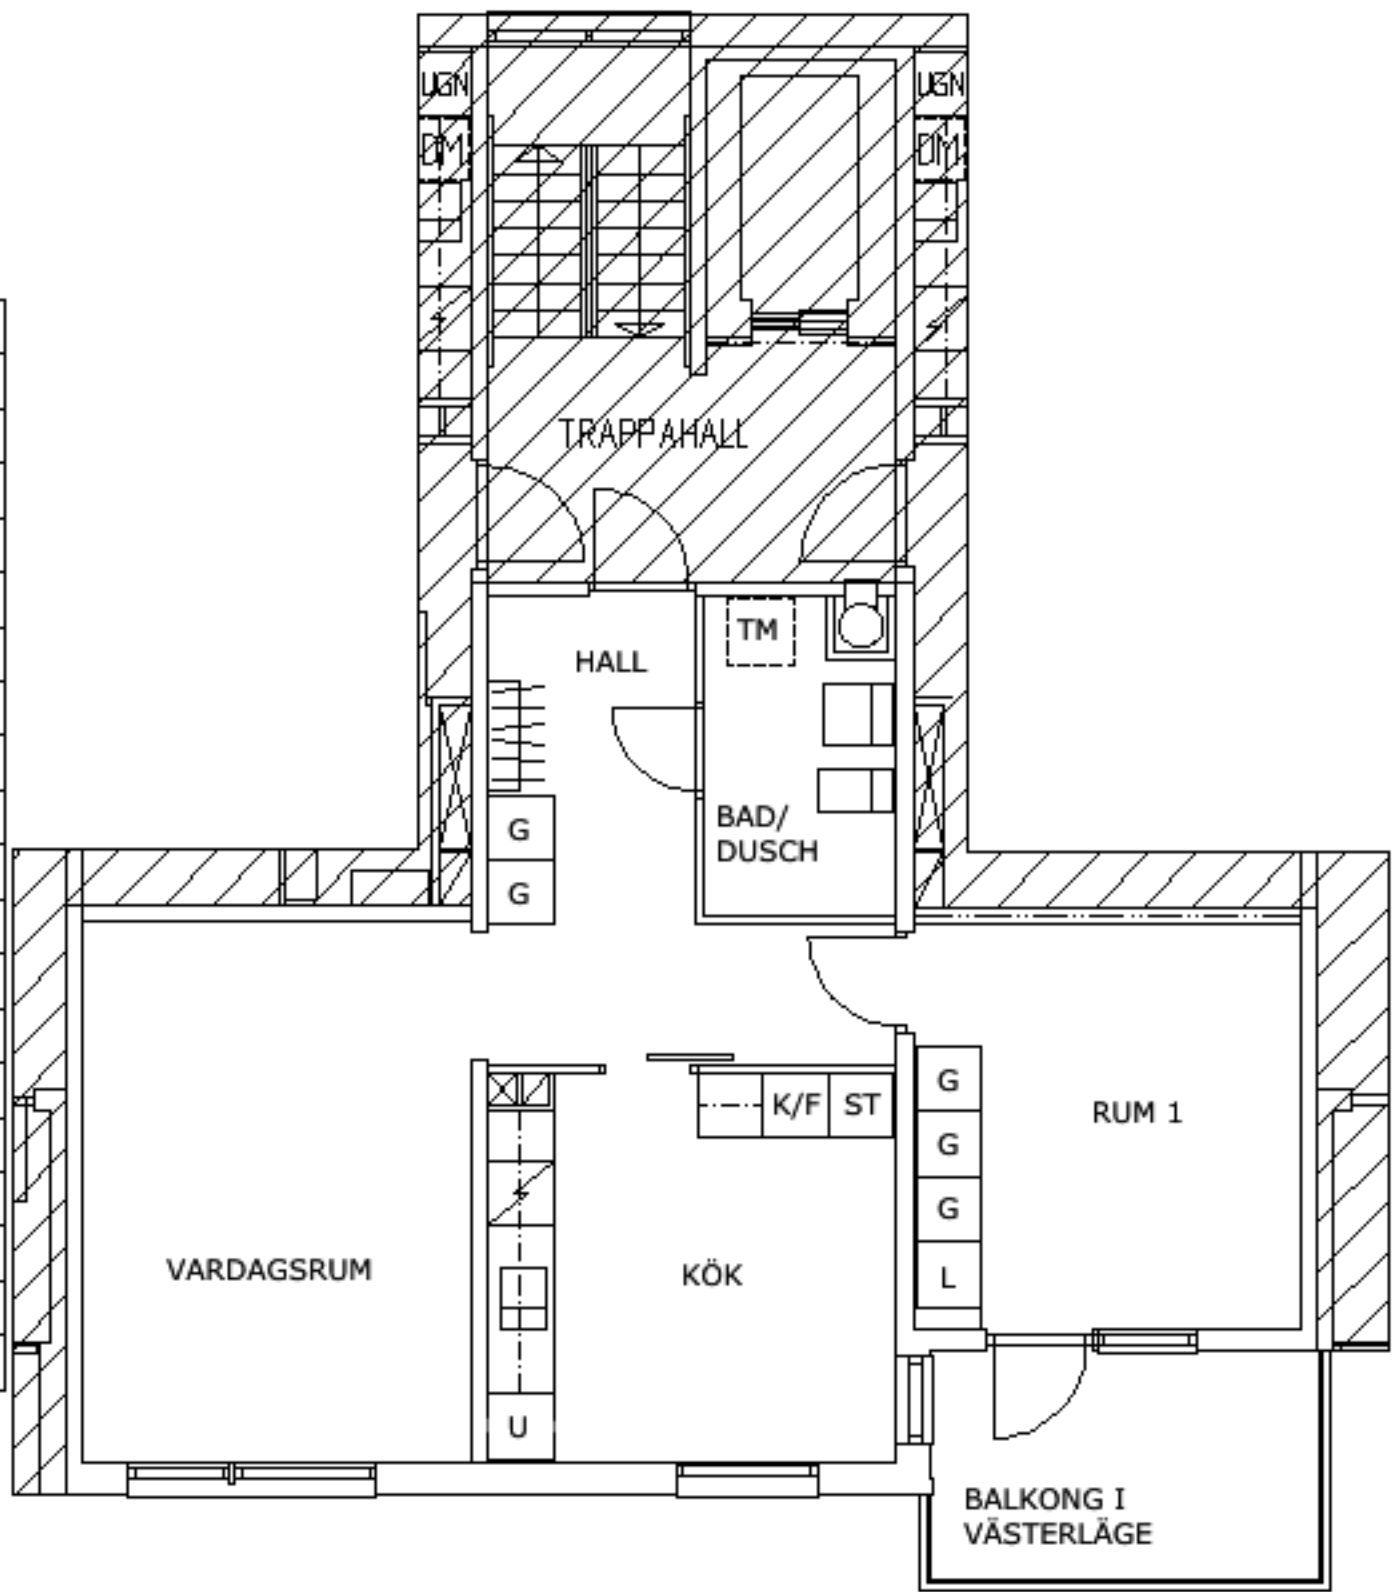 UGN
UGN
DM
DM
TRAPPAHALL
TM
HALL
BAD/
DUSCH
G
G
K/F
ST
G
G
G
L
RUM 1
VARDAGSRUM
KÖK
U
BALKONG I
VÄSTERLÄGE